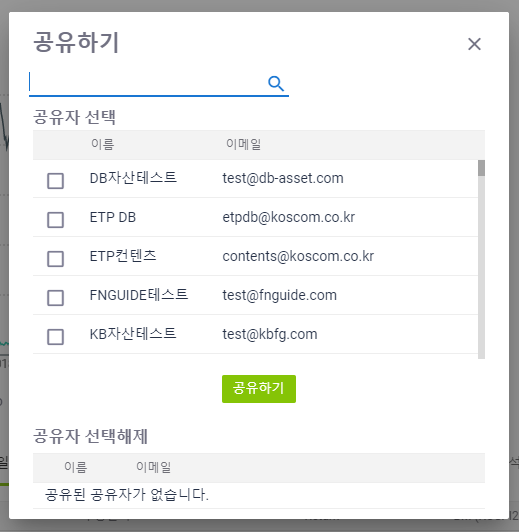 공유하기
공유자 선택
이름 이메일
DB자산테스트 test@db-asset.com
ETP DB etpdb@koscom.co.kr
ETP컨텐츠 contents@koscom.co.kr
FNGUIDE테스트 test@fnguide.com
KB자산테스트 test@kbfg.com
공유하기
공유자 선택해제
이름 이메일
공유된 공유자가 없습니다.